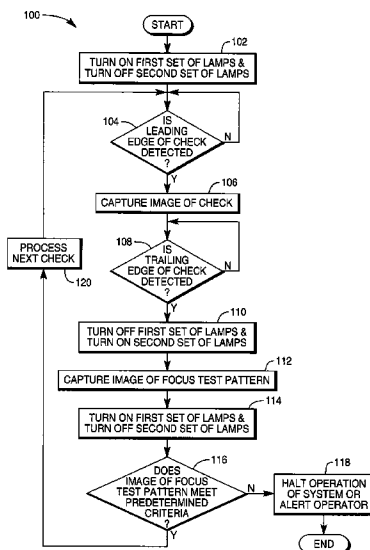 100
START
102
TURN ON FIRST SET OF LAMPS &
TURN OFF SECOND SET OF LAMPS
104
IS
LEADING
EDGE OF CHECK
DETECTED
?
N
Y
106
CAPTURE IMAGE OF CHECK
108
IS
TRAILING
EDGE OF CHECK
DETECTED
?
N
Y
PROCESS
NEXT CHECK
120
110
TURN OFF FIRST SET OF LAMPS &
TURN ON SECOND SET OF LAMPS
112
CAPTURE IMAGE OF FOCUS TEST PATTERN
114
TURN ON FIRST SET OF LAMPS &
TURN OFF SECOND SET OF LAMPS
116
DOES
IMAGE OF FOCUS
TEST PATTERN MEET
PREDETERMINED
CRITERIA
?
N
Y
118
HALT OPERATION
OF SYSTEM OR
ALERT OPERATOR
END